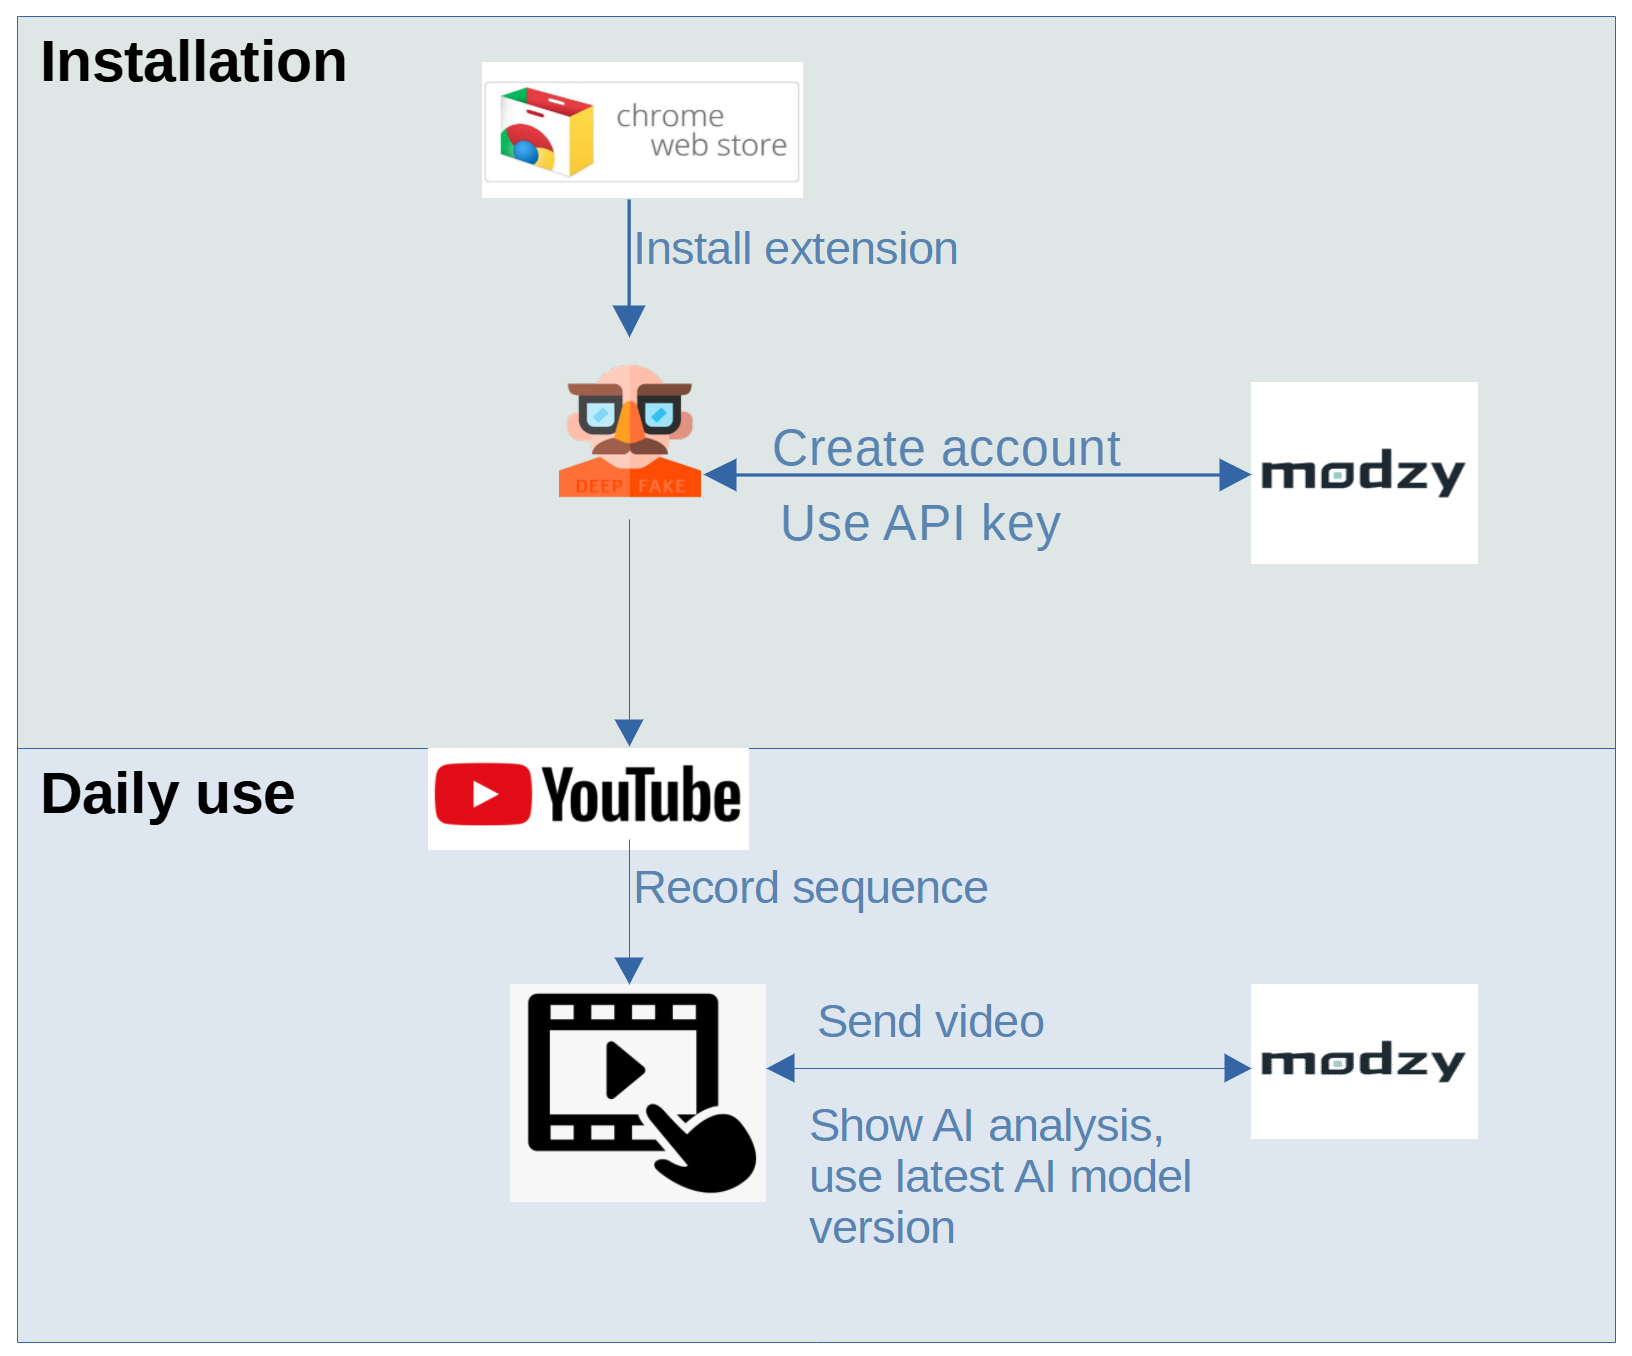 Installation
chrome
web store
Install extension
DEEP FAKE
Create account
Use API key
modzy
Daily use
YouTube
Record sequence
Send video
modzy
Show AI analysis,
use latest AI model
version